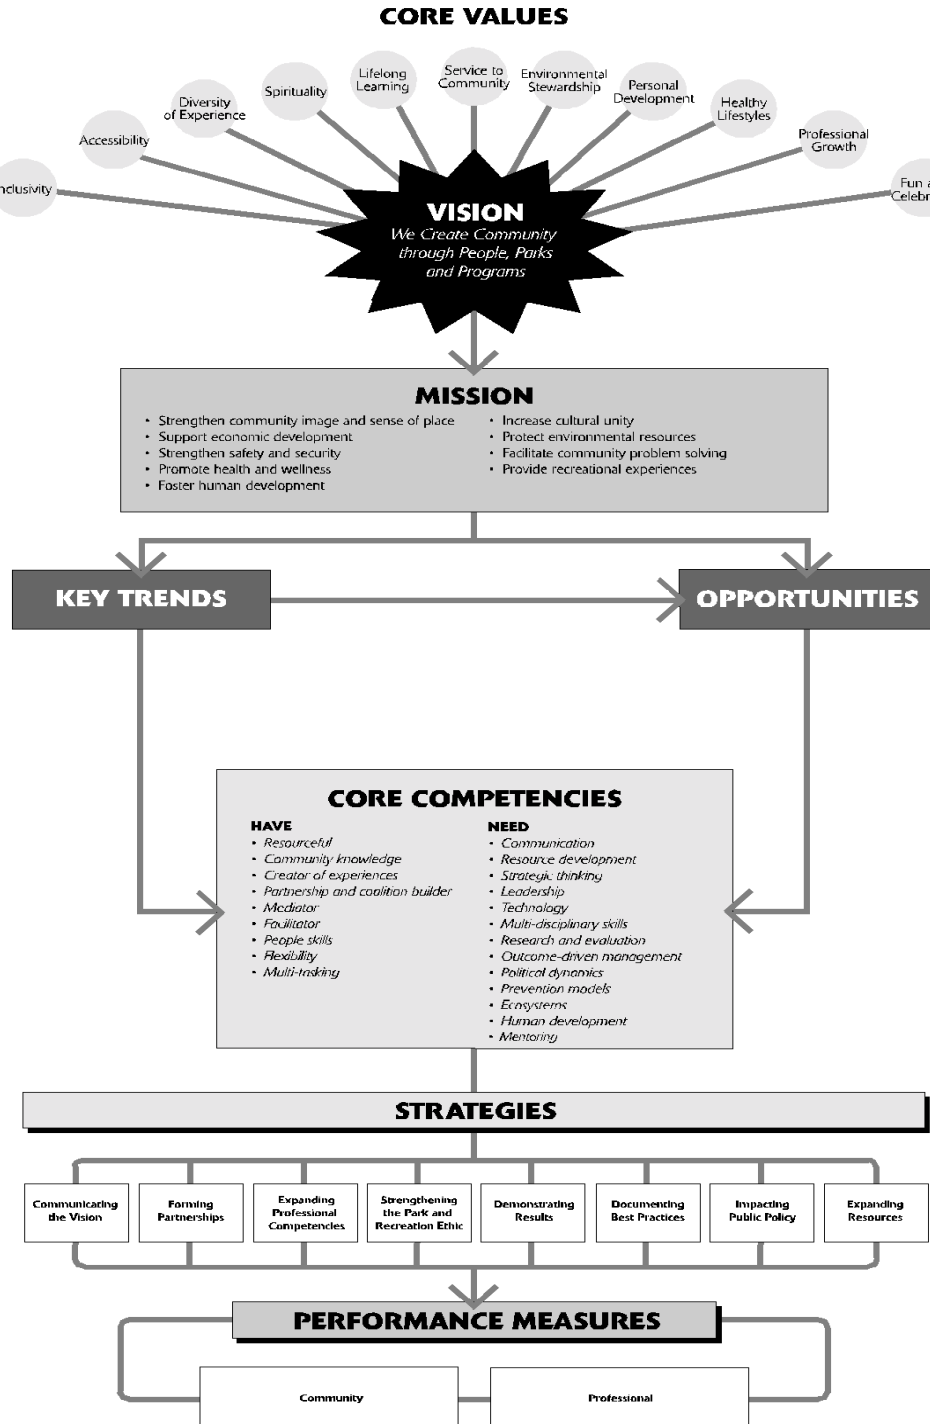 CORE VALUES
Lifelong
Learning
Service to
Community
Environmental
Stewardship
Spirituality
Personal
Development
Diversity
of Experience
Healthy
Lifestyles
Accessibility
Professional
Growth
nclusivity
Fun a
Celebr
VISION
We Create Community
through People, Parks
and Programs
MISSION
• Strengthen community image and sense of place
• Support economic development
• Strengthen safety and security
• Promote health and wellness
• Foster human development
• Increase cultural unity
• Protect environmental resources
• Facilitate community problem solving
• Provide recreational experiences
KEY TRENDS
OPPORTUNITIES
CORE COMPETENCIES
HAVE
• Resourceful
• Community knowledge
• Creator of experiences
• Partnership and coalition builder
• Mediator
• Facilitator
• People skills
• Flexibility
• Multi-tasking
NEED
• Communication
• Resource development
• Strategic thinking
• Leadership
• Technology
• Multi-disciplinary skills
• Research and evaluation
• Outcome-driven management
• Political dynamics
• Prevention models
• Ecosystems
• Human development
• Mentoring
STRATEGIES
Communicating
the Vision
Forming
Partnerships
Expanding
Professional
Competencies
Strengthening
the Park and
Recreation Ethic
Demonstrating
Results
Documenting
Best Practices
Impacting
Public Policy
Expanding
Resources
PERFORMANCE MEASURES
Community
Professional